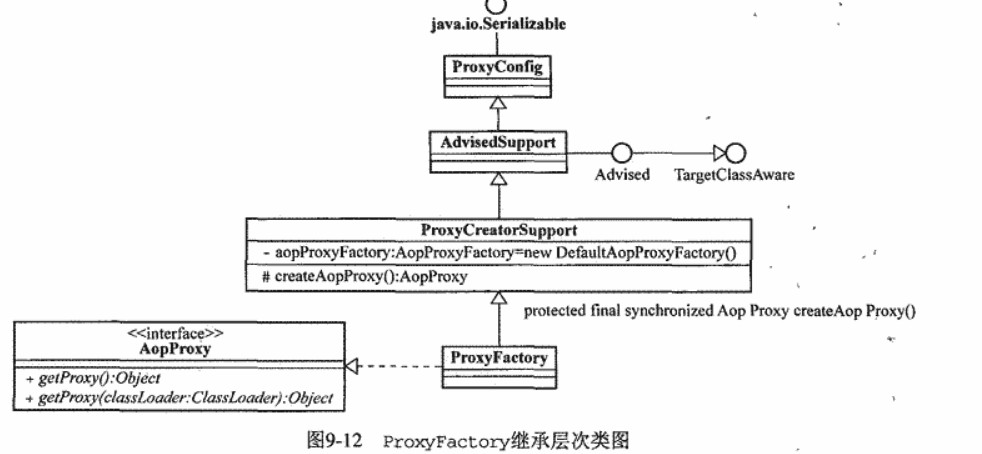 java.io.Serializable
ProxyConfig
AdvisedSupport
Advised
TargetClassAware
ProxyCreatorSupport
- aopProxyFactory:AopProxyFactory=new DefaultAopProxyFactory()
# createAopProxy():AopProxy
protected final synchronized Aop Proxy createAop Proxy()
<<interface>>
AopProxy
+ getProxy():Object
+ getProxy(classLoader:ClassLoader):Object
ProxyFactory
图9-12 ProxyFactory继承层次类图